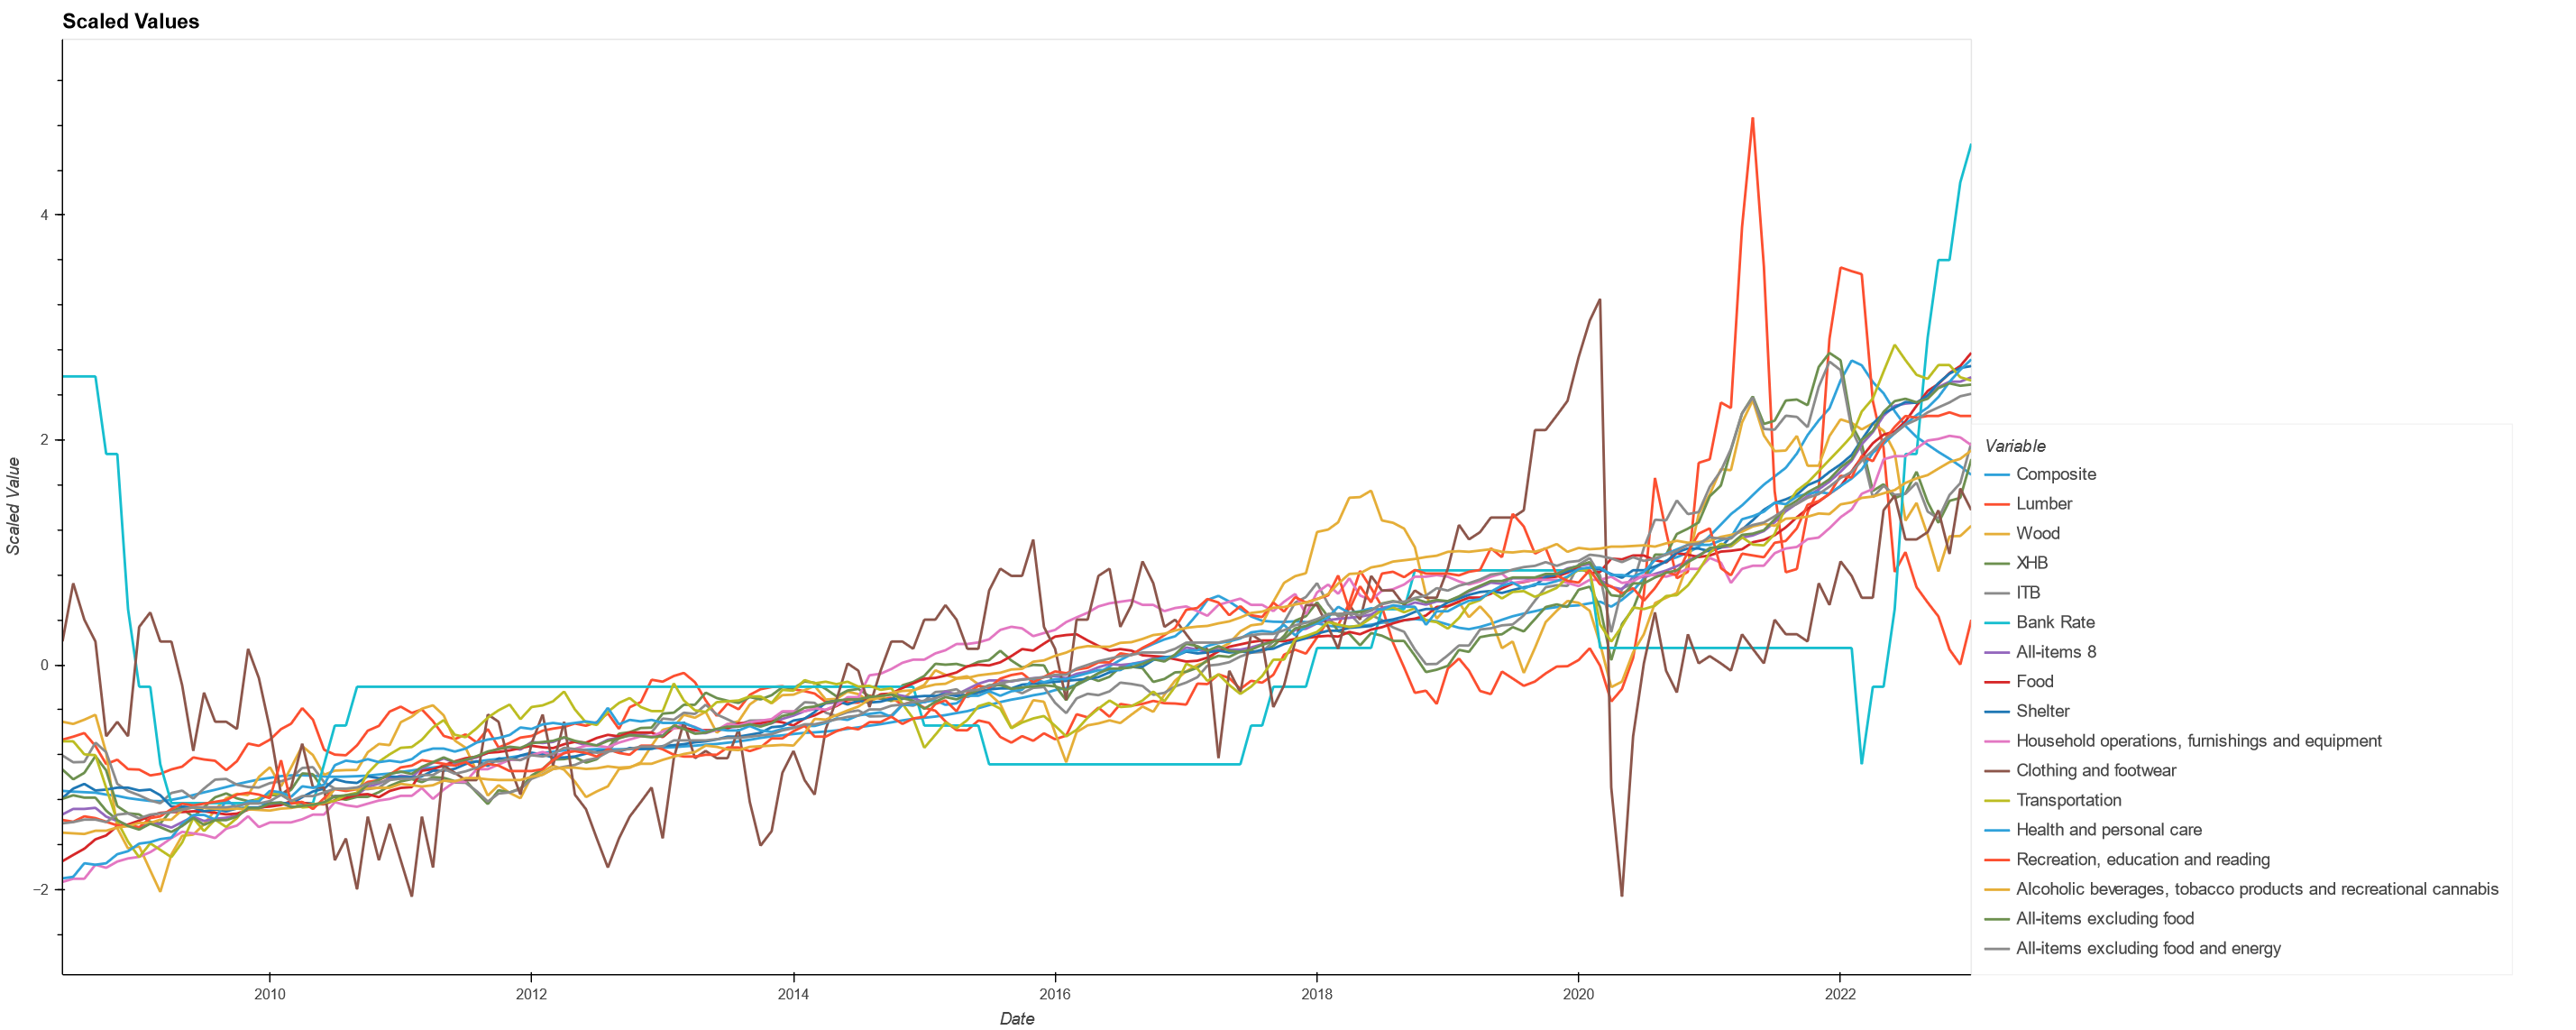 Scaled Values
Scaled Value
4
2
0
−2
2010
2012
2014
2016
2018
2020
2022
Date
Variable
Composite
Lumber
Wood
XHB
ITB
Bank Rate
All-items 8
Food
Shelter
Household operations, furnishings and equipment
Clothing and footwear
Transportation
Health and personal care
Recreation, education and reading
Alcoholic beverages, tobacco products and recreational cannabis
All-items excluding food
All-items excluding food and energy